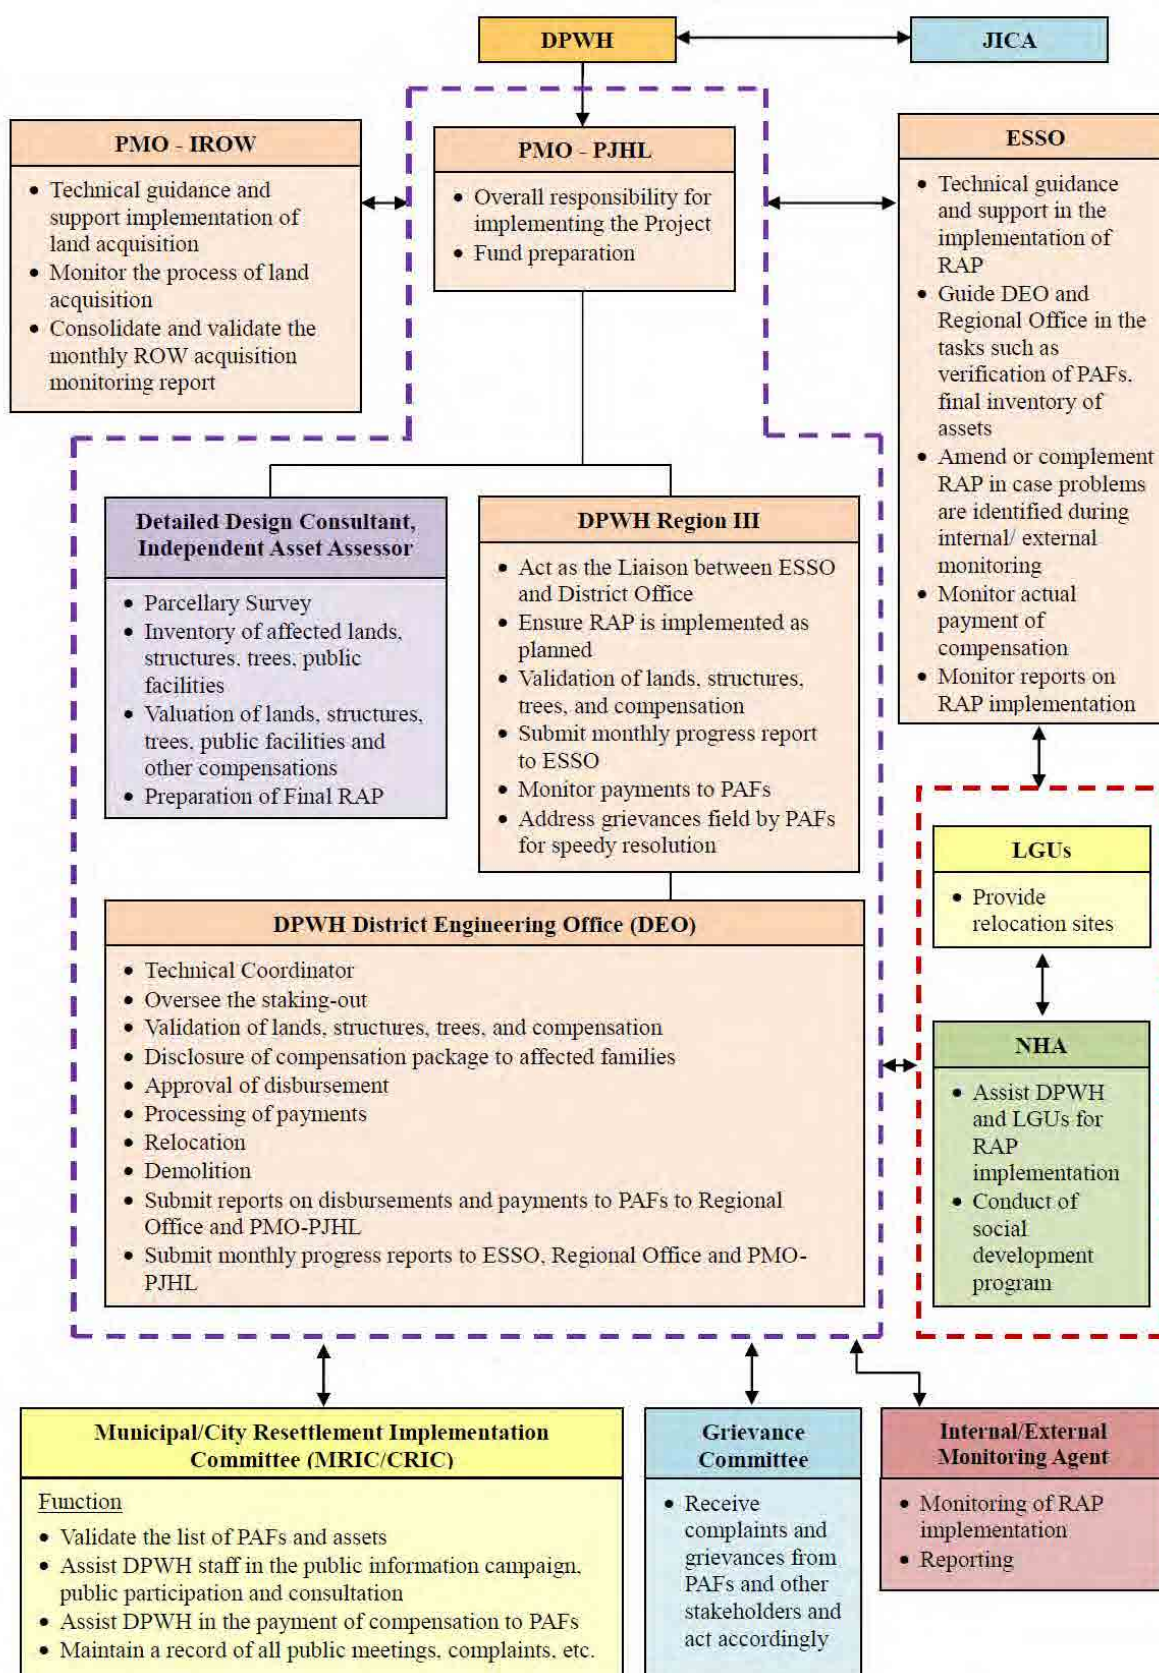 DPWH
JICA
PMO - IROW
• Technical guidance and
support implementation of
land acquisition
• Monitor the process of land
acquisition
• Consolidate and validate the
monthly ROW acquisition
monitoring report
PMO - PJHL
• Overall responsibility for
implementing the Project
• Fund preparation
ESSO
• Technical guidance
and support in the
implementation of
RAP
• Guide DEO and
Regional Office in the
tasks such as
verification of PAFs,
final inventory of
assets
• Amend or complement
RAP in case problems
are identified during
internal/ external
monitoring
• Monitor actual
payment of
compensation
• Monitor reports on
RAP implementation
Detailed Design Consultant,
Independent Asset Assessor
• Parcellary Survey
• Inventory of affected lands,
structures, trees, public
facilities
• Valuation of lands, structures,
trees, public facilities and
other compensations
• Preparation of Final RAP
DPWH Region III
• Act as the Liaison between ESSO
and District Office
• Ensure RAP is implemented as
planned
• Validation of lands, structures,
trees, and compensation
• Submit monthly progress report
to ESSO
• Monitor payments to PAFs
• Address grievances field by PAFs
for speedy resolution
LGUs
• Provide
relocation sites
DPWH District Engineering Office (DEO)
• Technical Coordinator
• Oversee the staking-out
• Validation of lands, structures, trees, and compensation
• Disclosure of compensation package to affected families
• Approval of disbursement
• Processing of payments
• Relocation
• Demolition
• Submit reports on disbursements and payments to PAFs to Regional
Office and PMO-PJHL
• Submit monthly progress reports to ESSO, Regional Office and PMO-
PJHL
NHA
• Assist DPWH
and LGUs for
RAP
implementation
• Conduct of
social
development
program
Municipal/City Resettlement Implementation
Committee (MRIC/CRIC)
Function
• Validate the list of PAFs and assets
• Assist DPWH staff in the public information campaign,
public participation and consultation
• Assist DPWH in the payment of compensation to PAFs
• Maintain a record of all public meetings, complaints, etc.
Grievance
Committee
• Receive
complaints and
grievances from
PAFs and other
stakeholders and
act accordingly
Internal/External
Monitoring Agent
• Monitoring of RAP
implementation
• Reporting